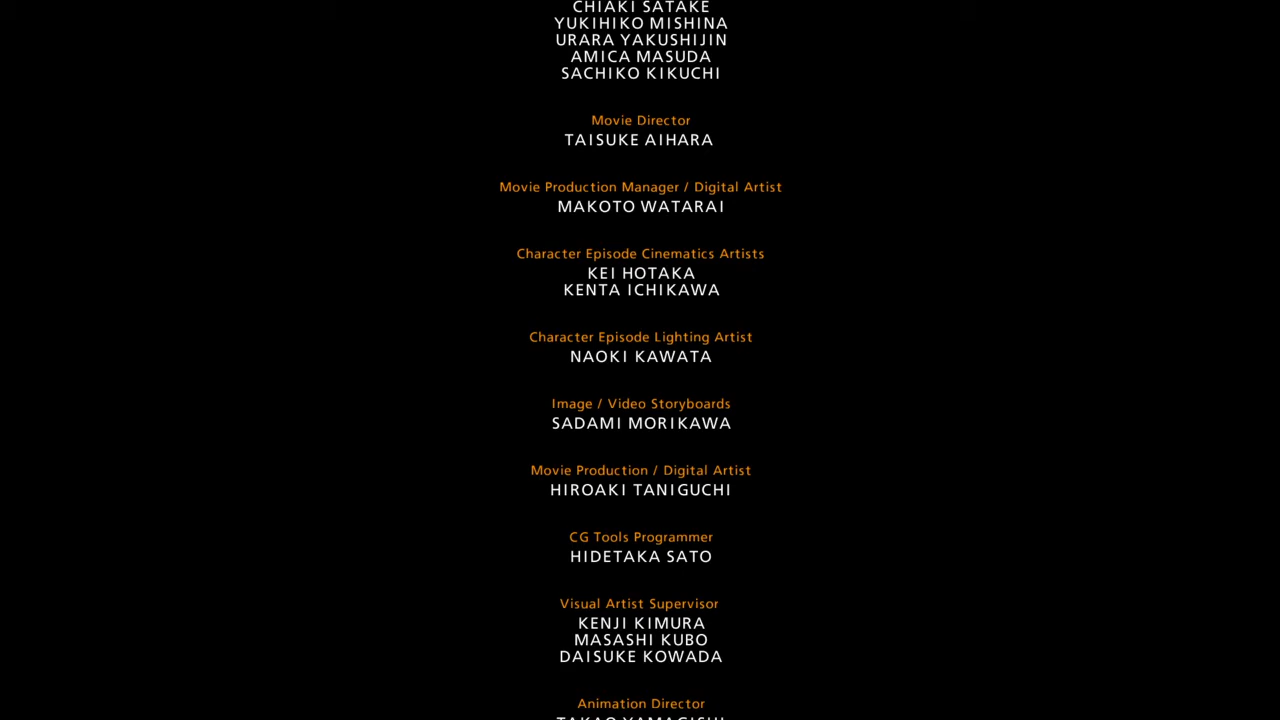 CHIAKI SATAKE
YUKIHIKO MISHINA
URARA YAKUSHIJIN
AMICA MASUDA
SACHIKO KIKUCHI
Movie Director
TAISUKE AIHARA
Movie Production Manager / Digital Artist
MAKOTO WATARAI
Character Episode Cinematics Artists
KEI HOTAKA
KENTA ICHIKAWA
Character Episode Lighting Artist
NAOKI KAWATA
Image / Video Storyboards
SADAMI MORIKAWA
Movie Production / Digital Artist
HIROAKI TANIGUCHI
CG Tools Programmer
HIDETAKA SATO
Visual Artist Supervisor
KENJI KIMURA
MASASHI KUBO
DAISUKE KOWADA
Animation Director
TAKAO YAMAGISHI